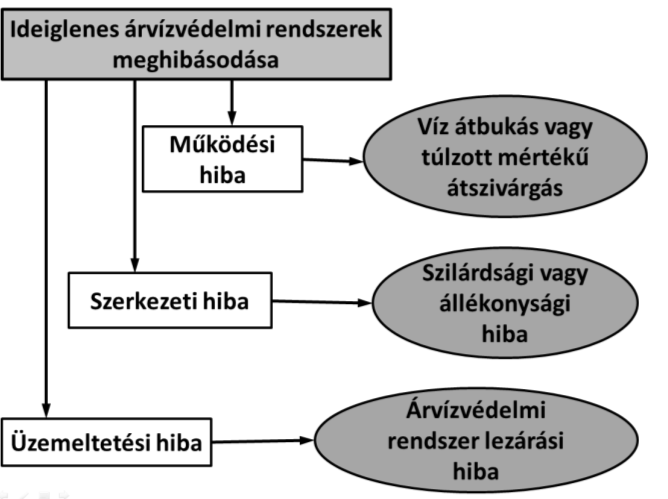 Ideiglenes árvízvédelmi rendszerek
meghibásodása
Működési
hiba
Víz átbukás vagy
túlzott mértékű
átszivárgás
Szerkezeti hiba
Szilárdsági vagy
állékonysági
hiba
Üzemeltetési hiba
Árvízvédelmi
rendszer lezárási
hiba